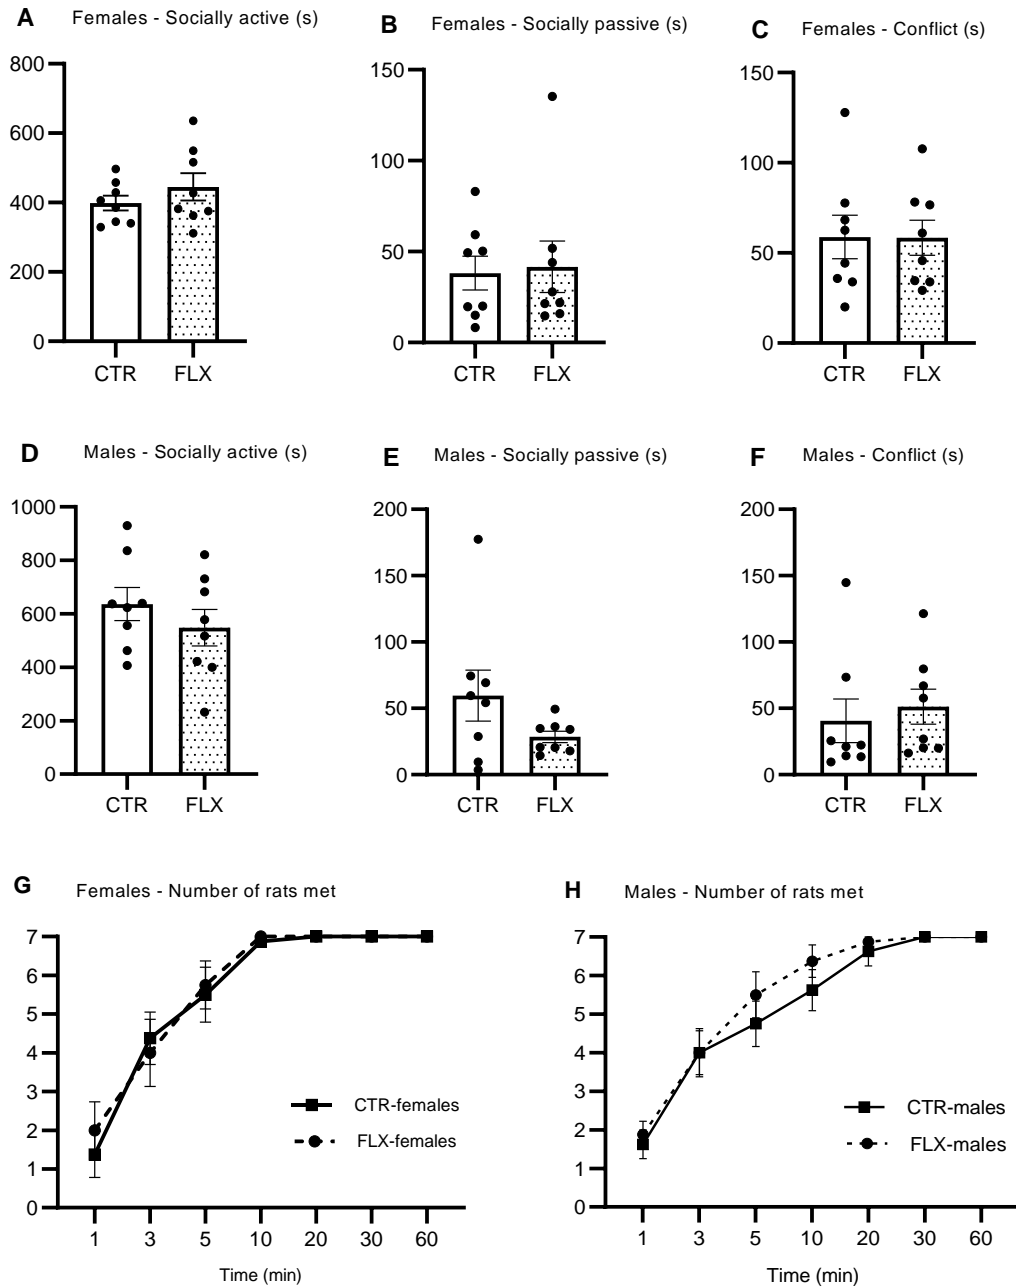 A Females - Socially active (s)
B Females - Socially passive (s)
C Females - Conflict (s)
800
600
400
200
0
CTR FLX
150
100
50
0
CTR FLX
150
100
50
0
CTR FLX
D Males - Socially active (s)
E Males - Socially passive (s)
F Males - Conflict (s)
1000
800
600
400
200
0
CTR FLX
200
150
100
50
0
CTR FLX
200
150
100
50
0
CTR FLX
G Females - Number of rats met
7
6
5
4
3
2
1
0
CTR-females
FLX-females
1 3 5 10 20 30 60
Time (min)
H Males - Number of rats met
7
6
5
4
3
2
1
0
CTR-males
FLX-males
1 3 5 10 20 30 60
Time (min)